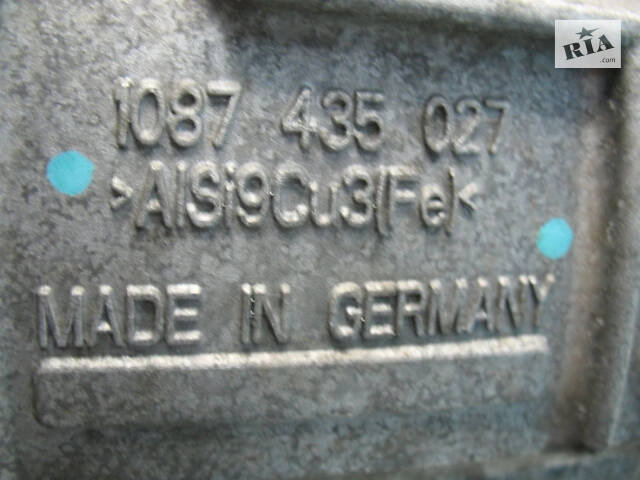 RIA
.com
1087 435 027
>AlSi9Cu3(Fe)<
MADE IN GERMANY